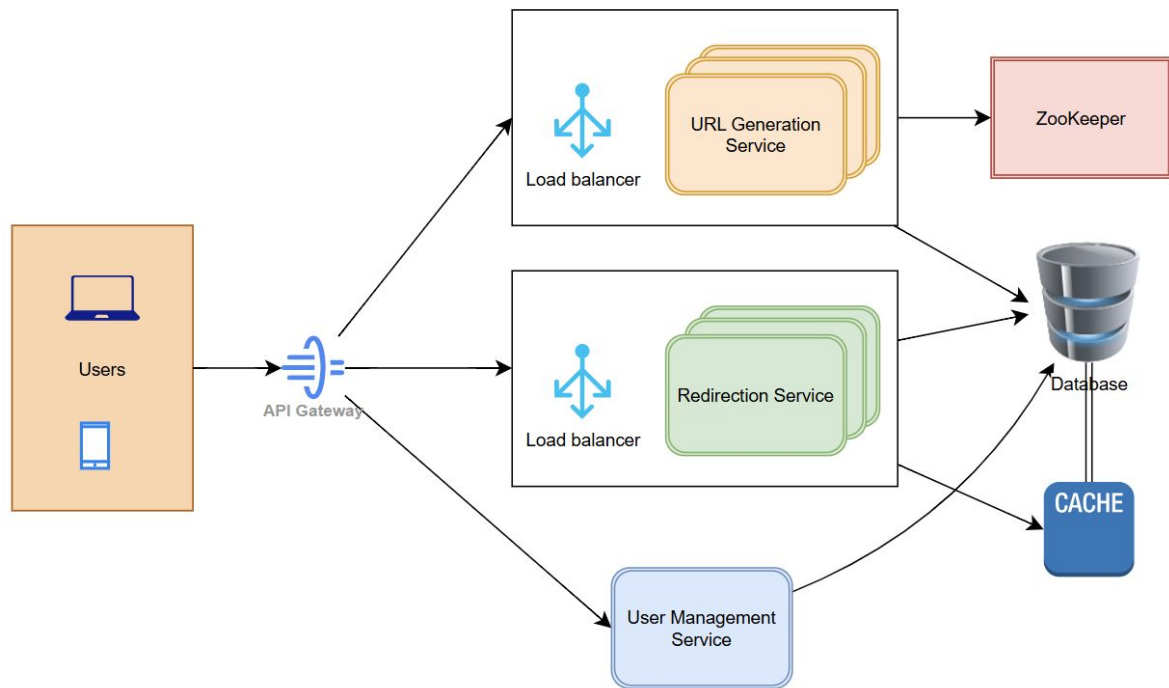 URL Generation
Service
Load balancer
ZooKeeper
Users
API Gateway
Redirection Service
Load balancer
Database
CACHE
User Management
Service